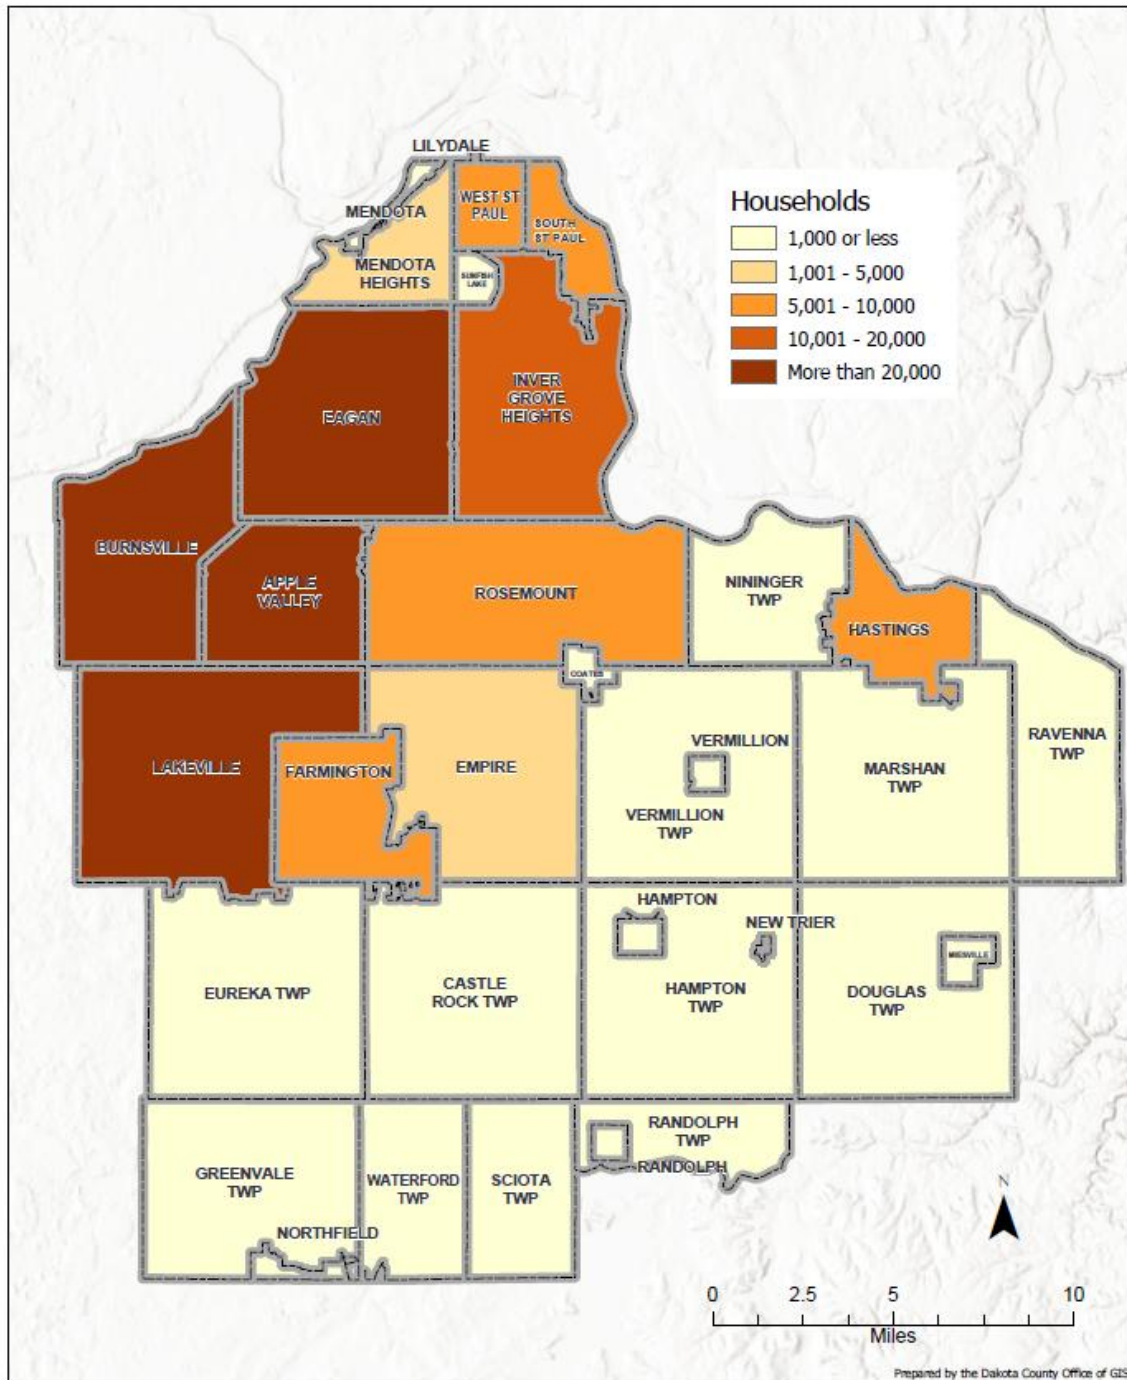 LILYDALE
MENDOTA
WEST ST
PAUL
SOUTH
ST PAUL
MENDOTA
HEIGHTS
SUNFISH
LAKE
Households
1,000 or less
1,001 - 5,000
5,001 - 10,000
10,001 - 20,000
More than 20,000
EAGAN
INVER
GROVE
HEIGHTS
BURNSVILLE
APPLE
VALLEY
ROSEMOUNT
NININGER
TWP
HASTINGS
COATES
RAVENNA
TWP
LAKEVILLE
FARMINGTON
EMPIRE
VERMILLION
VERMILLION
TWP
MARSHAN
TWP
HAMPTON
NEW TRIER
MIESVILLE
EUREKA TWP
CASTLE
ROCK TWP
HAMPTON
TWP
DOUGLAS
TWP
RANDOLPH
TWP
RANDOLPH
GREENVALE
TWP
WATERFORD
TWP
SCIOTA
TWP
NORTHFIELD
N
0 2.5 5 10
Miles
Prepared by the Dakota County Office of GIS